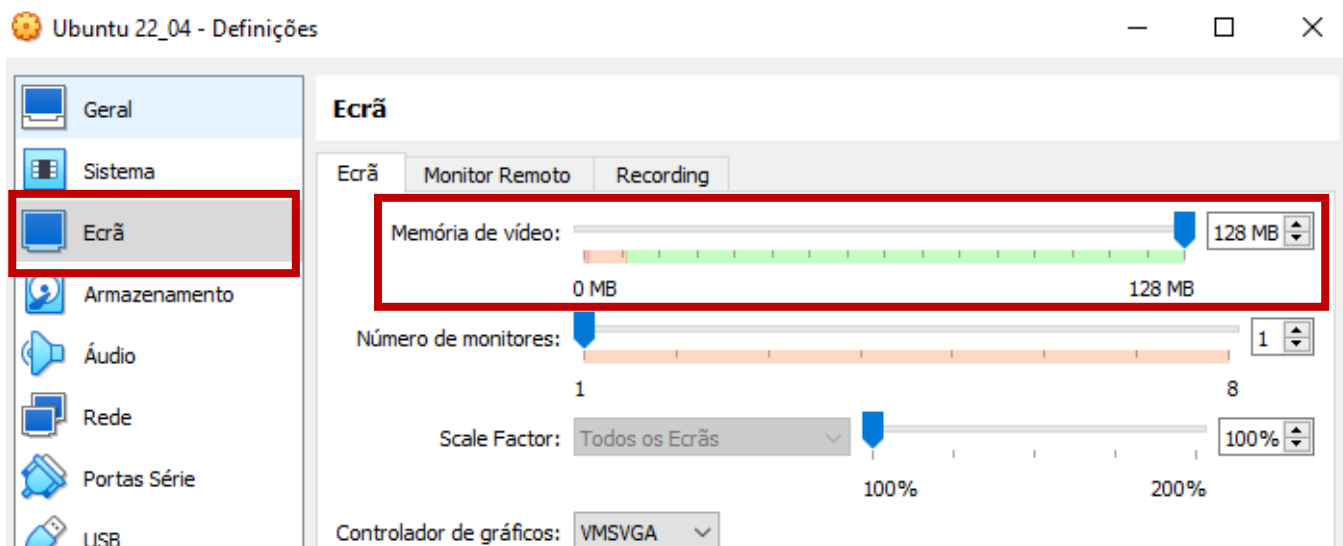 Ubuntu 22_04 - Definições
Geral
Sistema
Ecrã
Armazenamento
Áudio
Rede
Portas Série
USB
Ecrã
Ecrã Monitor Remoto Recording
Memória de vídeo: 128 MB
0 MB 128 MB
Número de monitores: 1
1 8
Scale Factor: Todos os Ecrãs 100%
100% 200%
Controlador de gráficos: VMSVGA